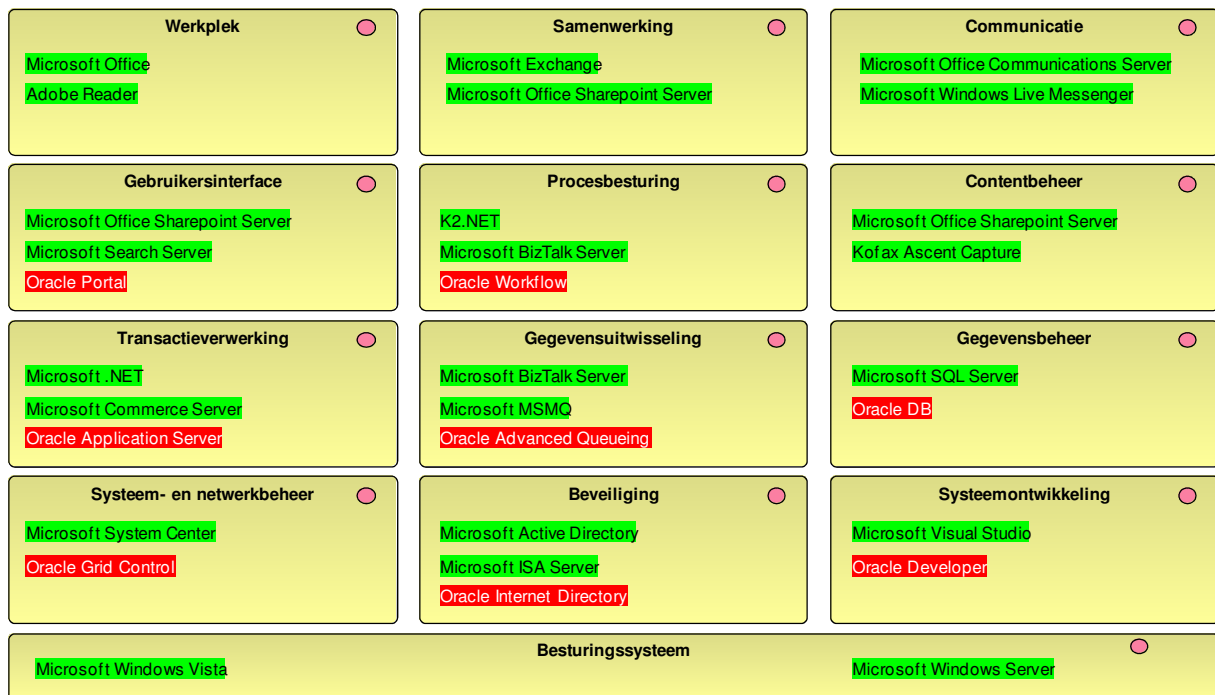 Werkplek
Microsoft Office
Adobe Reader
Samenwerking
Microsoft Exchange
Microsoft Office Sharepoint Server
Communicatie
Microsoft Office Communications Server
Microsoft Windows Live Messenger
Gebruikersinterface
Microsoft Office Sharepoint Server
Microsoft Search Server
Oracle Portal
Procesbesturing
K2.NET
Microsoft BizTalk Server
Oracle Workflow
Contentbeheer
Microsoft Office Sharepoint Server
Kofax Ascent Capture
Transactieverwerking
Microsoft .NET
Microsoft Commerce Server
Oracle Application Server
Gegevensuitwisseling
Microsoft BizTalk Server
Microsoft MSMQ
Oracle Advanced Queueing
Gegevensbeheer
Microsoft SQL Server
Oracle DB
Systeem- en netwerkbeheer
Microsoft System Center
Oracle Grid Control
Beveiliging
Microsoft Active Directory
Microsoft ISA Server
Oracle Internet Directory
Systeemontwikkeling
Microsoft Visual Studio
Oracle Developer
Besturingssysteem
Microsoft Windows Vista
Microsoft Windows Server